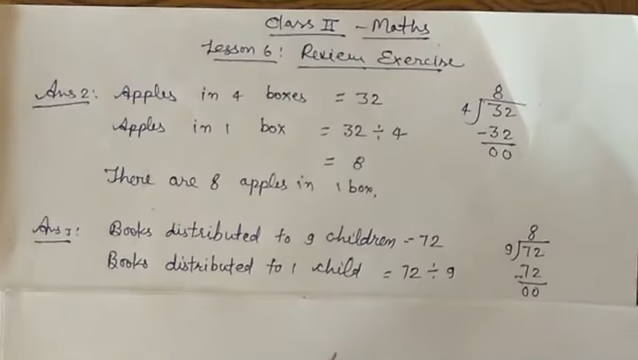 Class II - Maths
Lesson 6: Review Exercise
Ans 2: Apples in 4 boxes = 32
Apples in 1 box = 32 ÷ 4
= 8
There are 8 apples in 1 box.
8
4)32
-32
00
Ans 3: Books distributed to 9 children = 72
Books distributed to 1 child = 72 ÷ 9
8
9)72
-72
00